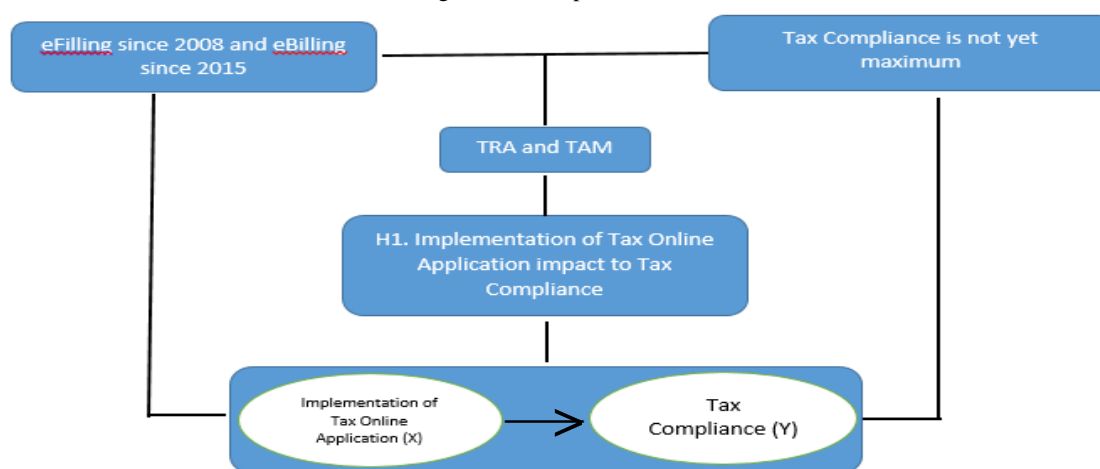 eFilling since 2008 and eBilling
since 2015
Tax Compliance is not yet
maximum
TRA and TAM
H1. Implementation of Tax Online
Application impact to Tax
Compliance
Implementation of
Tax Online
Application (X)
Tax
Compliance (Y)